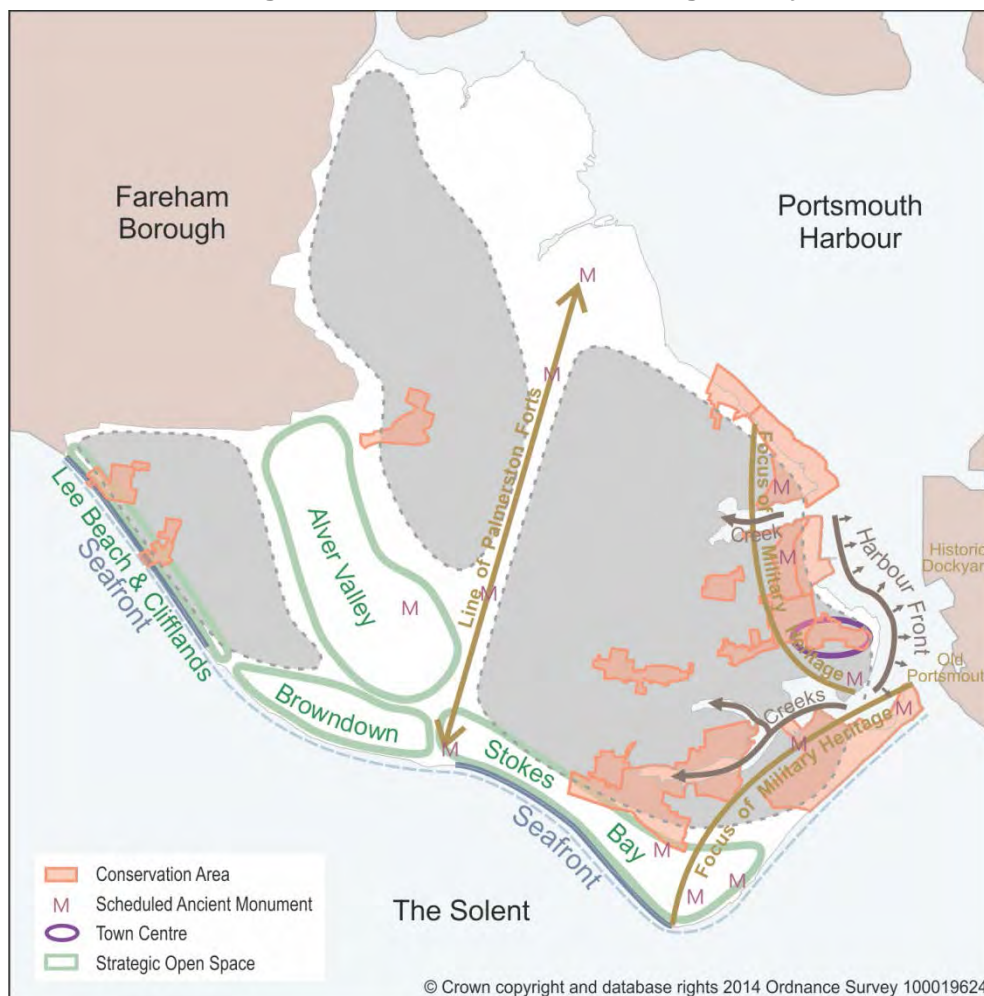 Fareham
Borough
Portsmouth
Harbour
M
M
Line of Palmerston Forts
M
M
M
Focus of Military Heritage
M
M
M
Creek
Harbour Front
Historic
Dockyard
Old
Portsmouth
Lee Beach & Clifflands
Seafront
Alver Valley
Browndown
Stokes Bay
Seafront
Creeks
Focus of Military Heritage
M
M
M
M
M
The Solent
Conservation Area
M Scheduled Ancient Monument
Town Centre
Strategic Open Space
© Crown copyright and database rights 2014 Ordnance Survey 100019624